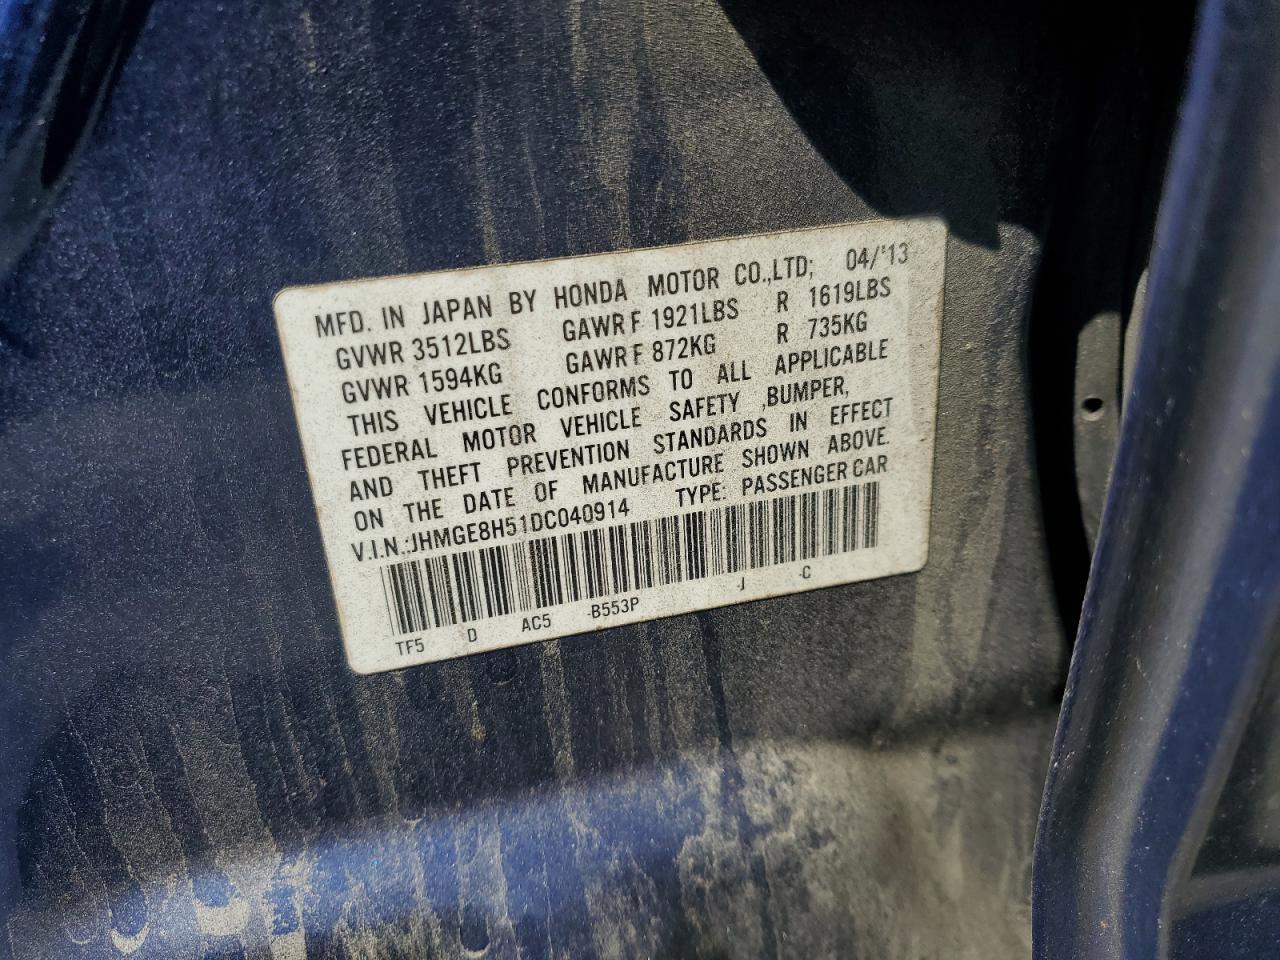 MFD. IN JAPAN BY HONDA MOTOR CO.,LTD; 04/'13
GVWR 3512LBS GAWR F 1921LBS R 1619LBS
GVWR 1594KG GAWR F 872KG R 735KG
THIS VEHICLE CONFORMS TO ALL APPLICABLE
FEDERAL MOTOR VEHICLE SAFETY ,BUMPER,
AND THEFT PREVENTION STANDARDS IN EFFECT
ON THE DATE OF MANUFACTURE SHOWN ABOVE.
V.I.N.:JHMGE8H51DC040914 TYPE: PASSENGER CAR
TF5 D AC5 -B553P -J -C